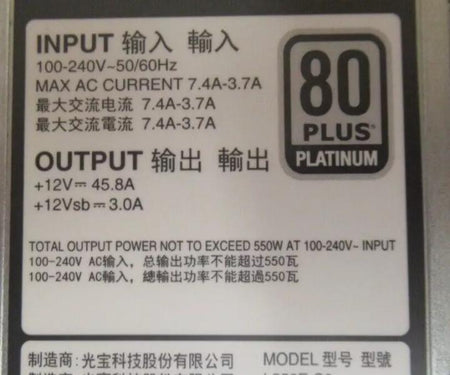 INPUT 输入 輸入
100-240V~50/60Hz
MAX AC CURRENT 7.4A-3.7A
最大交流电流 7.4A-3.7A
最大交流電流 7.4A-3.7A
80
PLUS
PLATINUM
OUTPUT 输出 輸出
+12V⎓ 45.8A
+12Vsb⎓ 3.0A
TOTAL OUTPUT POWER NOT TO EXCEED 550W AT 100-240V~ INPUT
100-240V AC输入，总输出功率不能超过550瓦
100-240V AC輸入，總輸出功率不能超過550瓦
制造商: 光宝科技股份有限公司 MODEL 型号 型號